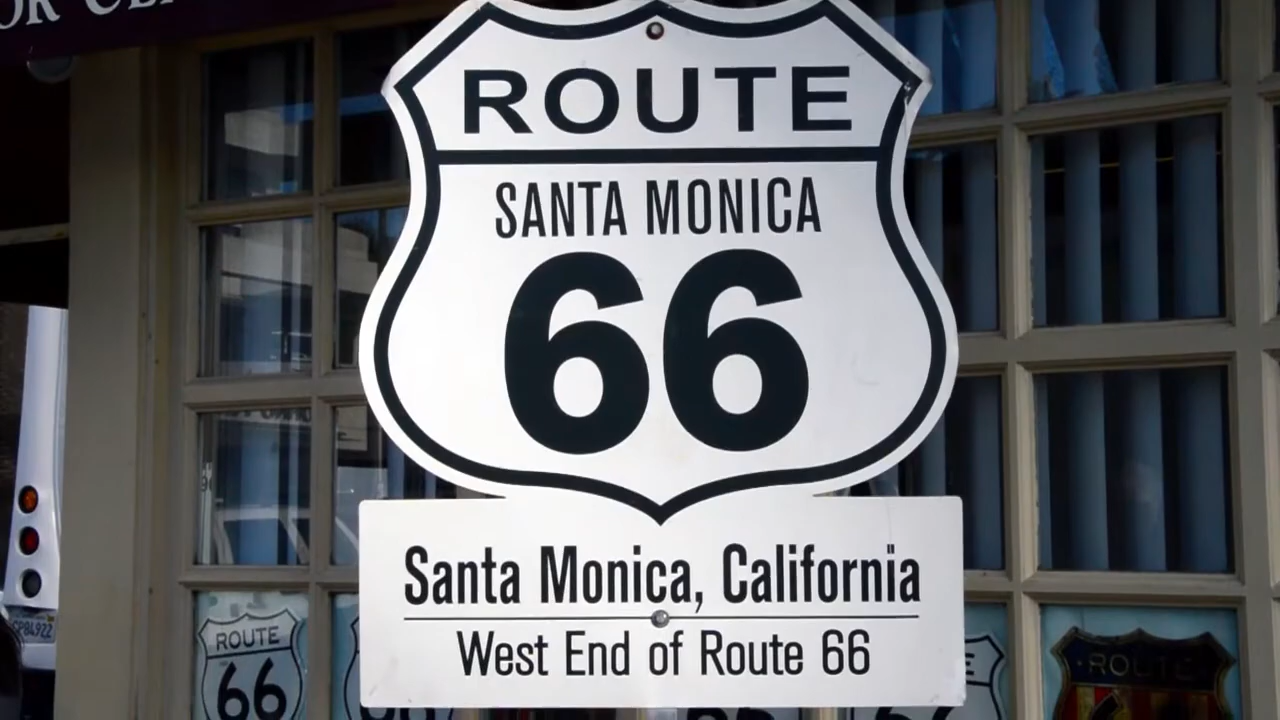 ROUTE
SANTA MONICA
66
Santa Monica, California
West End of Route 66
ROUTE
66
ROUTE